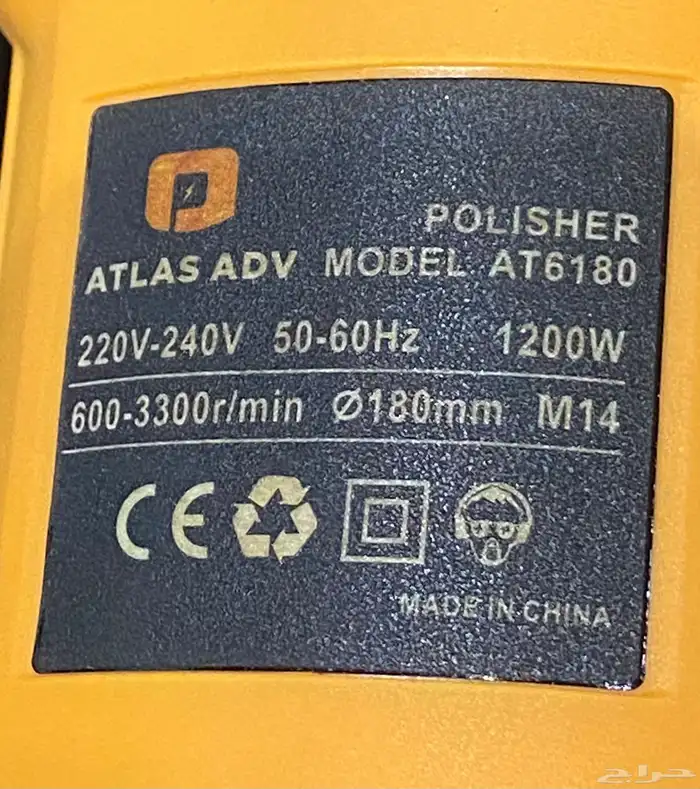 POLISHER
ATLAS ADV MODEL AT6180
220V-240V 50-60Hz 1200W
600-3300r/min Ø180mm M14
CE
MADE IN CHINA
حراج